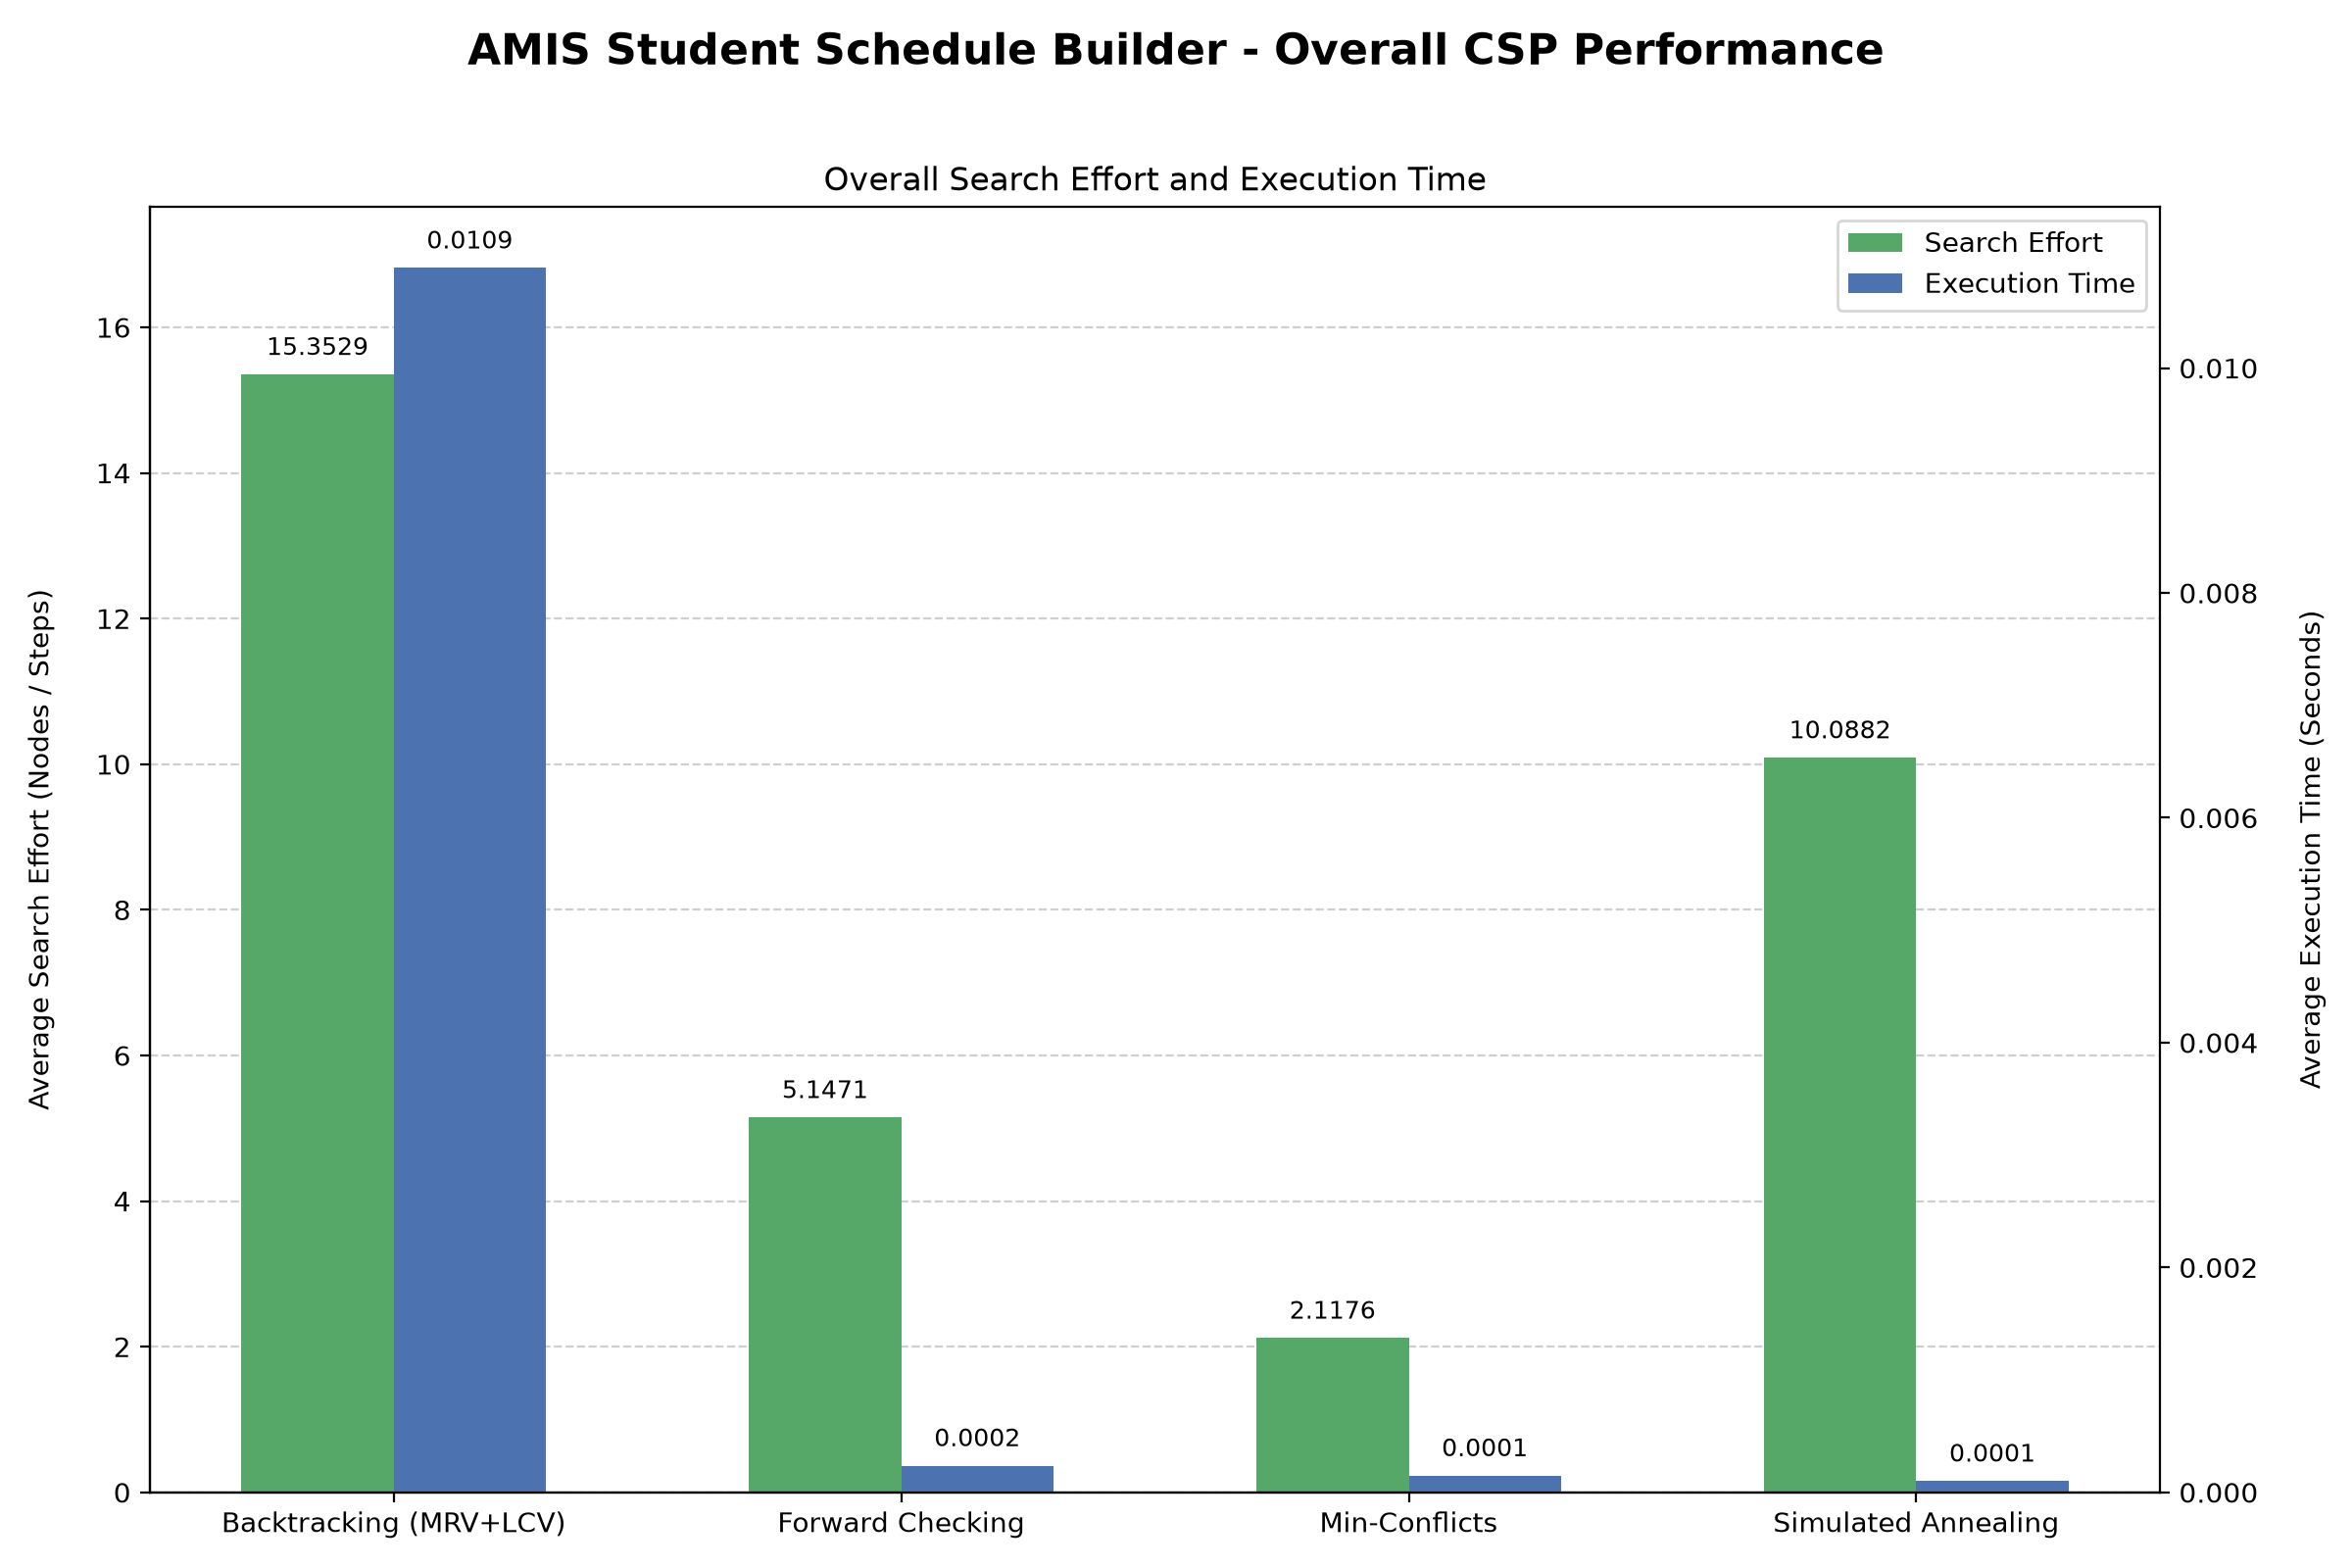 AMIS Student Schedule Builder - Overall CSP Performance
Overall Search Effort and Execution Time
Search Effort
Execution Time
Average Search Effort (Nodes / Steps)
16
14
12
10
8
6
4
2
0
15.3529
0.0109
5.1471
0.0002
2.1176
0.0001
10.0882
0.0001
0.010
0.008
0.006
0.004
0.002
0.000
Average Execution Time (Seconds)
Backtracking (MRV+LCV)
Forward Checking
Min-Conflicts
Simulated Annealing